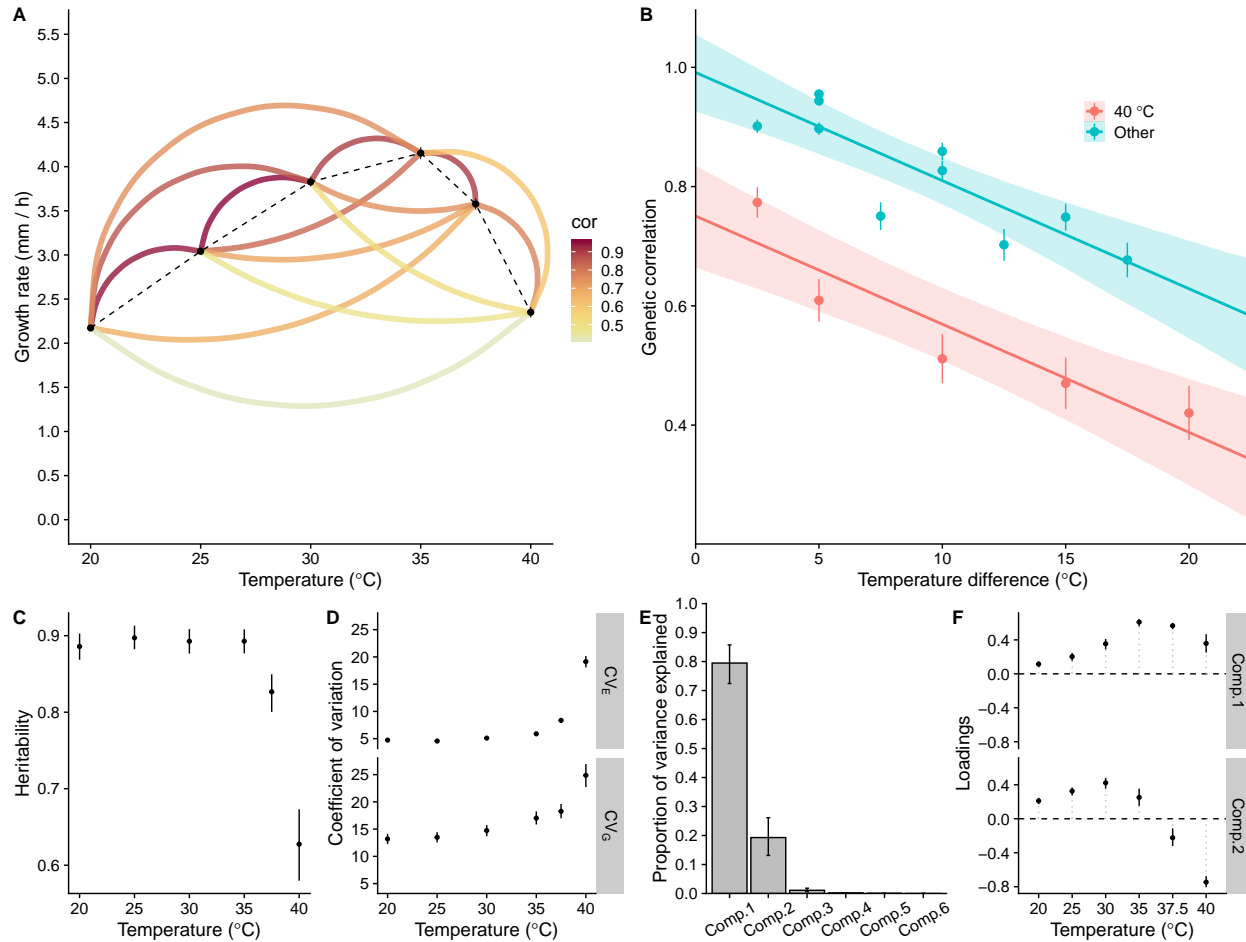 A
5.5
5.0
4.5
4.0
3.5
3.0
2.5
2.0
1.5
1.0
0.5
0.0
Growth rate (mm / h)
20
25
30
35
40
Temperature (°C)
cor
0.9
0.8
0.7
0.6
0.5
B
1.0
0.8
0.6
0.4
Genetic correlation
0
5
10
15
20
Temperature difference (°C)
40 °C
Other
C
0.9
0.8
0.7
0.6
Heritability
20
25
30
35
40
Temperature (°C)
D
25
20
15
10
5
CVE
25
20
15
10
5
CVG
Coefficient of variation
20
25
30
35
40
Temperature (°C)
E
1.0
0.9
0.8
0.7
0.6
0.5
0.4
0.3
0.2
0.1
0.0
Proportion of variance explained
Comp.1
Comp.2
Comp.3
Comp.4
Comp.5
Comp.6
F
0.4
0.0
−0.4
−0.8
Comp.1
0.4
0.0
−0.4
−0.8
Comp.2
Loadings
20
25
30
35
37.5
40
Temperature (°C)